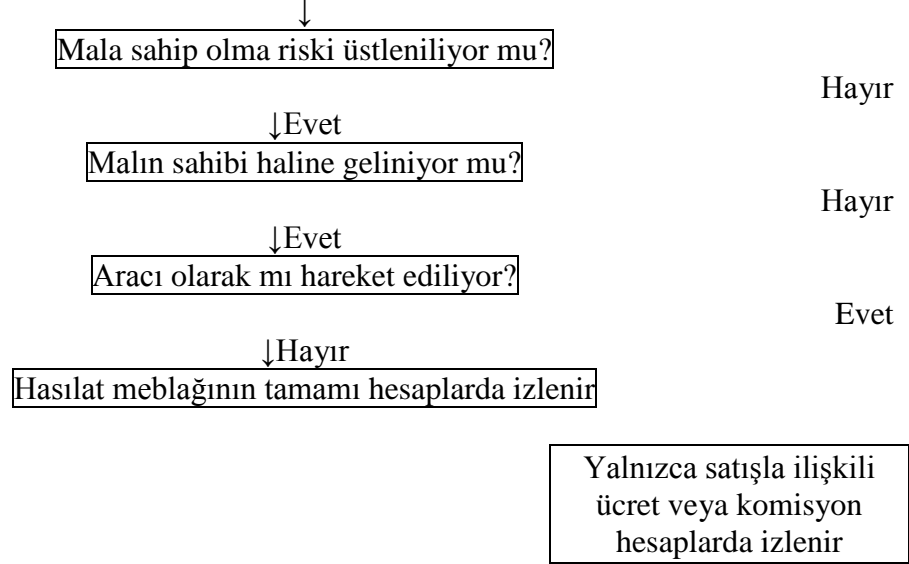 ↓
Mala sahip olma riski üstleniliyor mu?
Hayır
↓Evet
Malın sahibi haline geliniyor mu?
Hayır
↓Evet
Aracı olarak mı hareket ediliyor?
Evet
↓Hayır
Hasılat meblağının tamamı hesaplarda izlenir
Yalnızca satışla ilişkili
ücret veya komisyon
hesaplarda izlenir